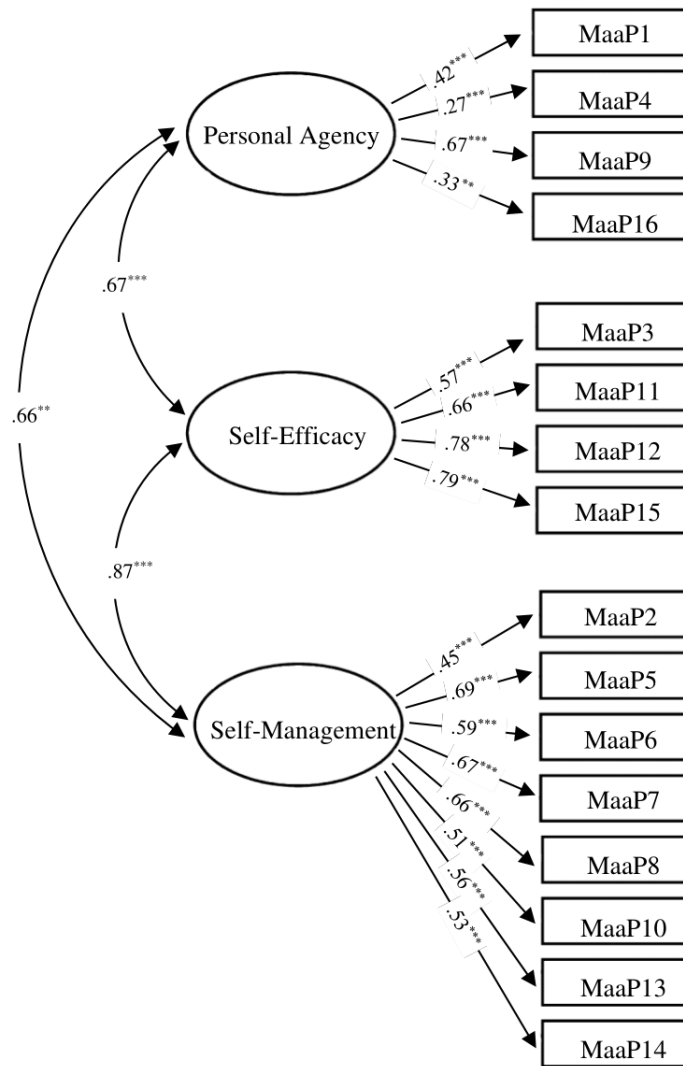 MaaP1
.42***
MaaP4
.27***
Personal Agency
.67***
MaaP9
.33**
MaaP16
.67***
MaaP3
.57***
MaaP11
.66***
.66**
Self-Efficacy
.78***
MaaP12
.79***
MaaP15
.87***
MaaP2
.45***
MaaP5
.69***
Self-Management
.59***
MaaP6
.67***
MaaP7
.66***
MaaP8
.51***
MaaP10
.56***
.53***
MaaP13
MaaP14